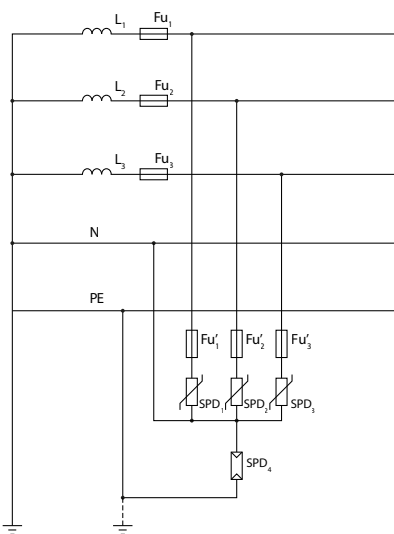 L₁ Fu₁
L₂ Fu₂
L₃ Fu₃
N
PE
Fu'₁ Fu'₂ Fu'₃
SPD₁ SPD₂ SPD₃
SPD₄